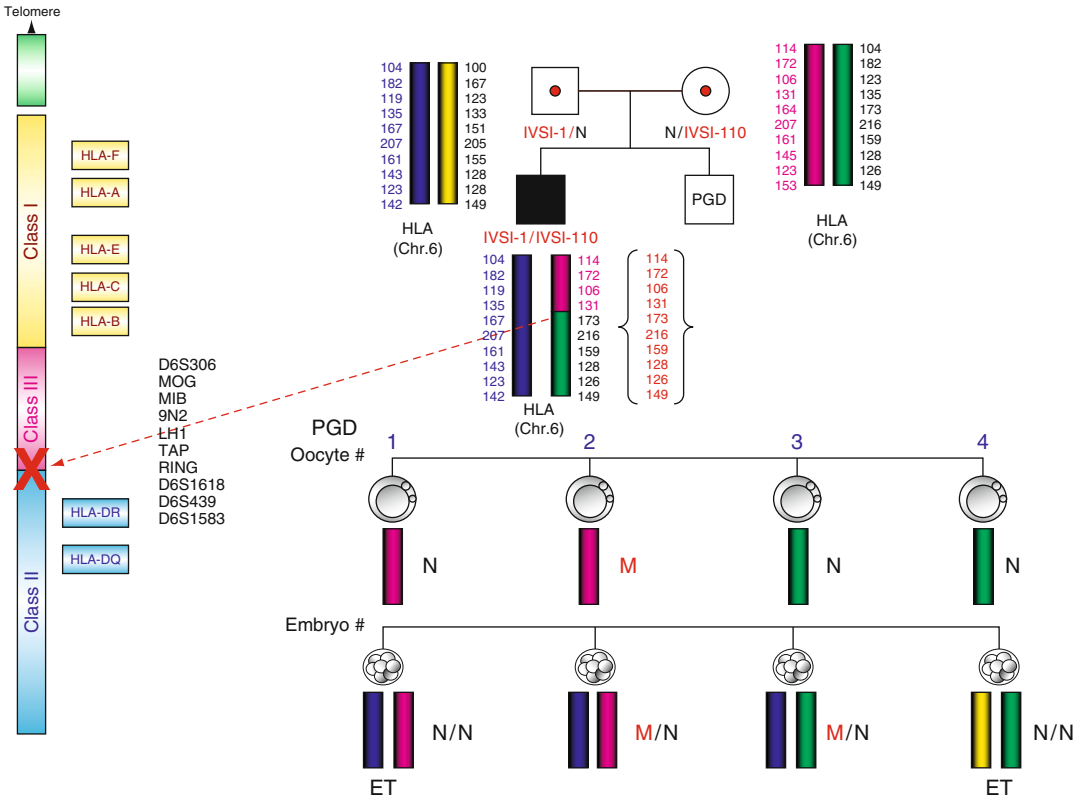 Telomere
Class I
Class III
Class II
HLA-F
HLA-A
HLA-E
HLA-C
HLA-B
HLA-DR
HLA-DQ
D6S306
MOG
MIB
9N2
LH1
TAP
RING
D6S1618
D6S439
D6S1583
104 100
182 167
119 123
135 133
167 151
207 205
161 155
143 128
123 128
142 149
HLA
(Chr.6)
IVSI-1/N
N/IVSI-110
114 104
172 182
106 123
131 135
164 173
207 216
161 159
145 128
123 126
153 149
HLA
(Chr.6)
PGD
IVSI-1/IVSI-110
104 114 114
182 172 172
119 106 106
135 131 131
167 173 173
207 216 216
161 159 159
143 128 128
123 126 126
142 149 149
HLA
(Chr.6)
PGD
Oocyte # 1 2 3 4
N M N N
Embryo #
N/N M/N M/N N/N
ET ET